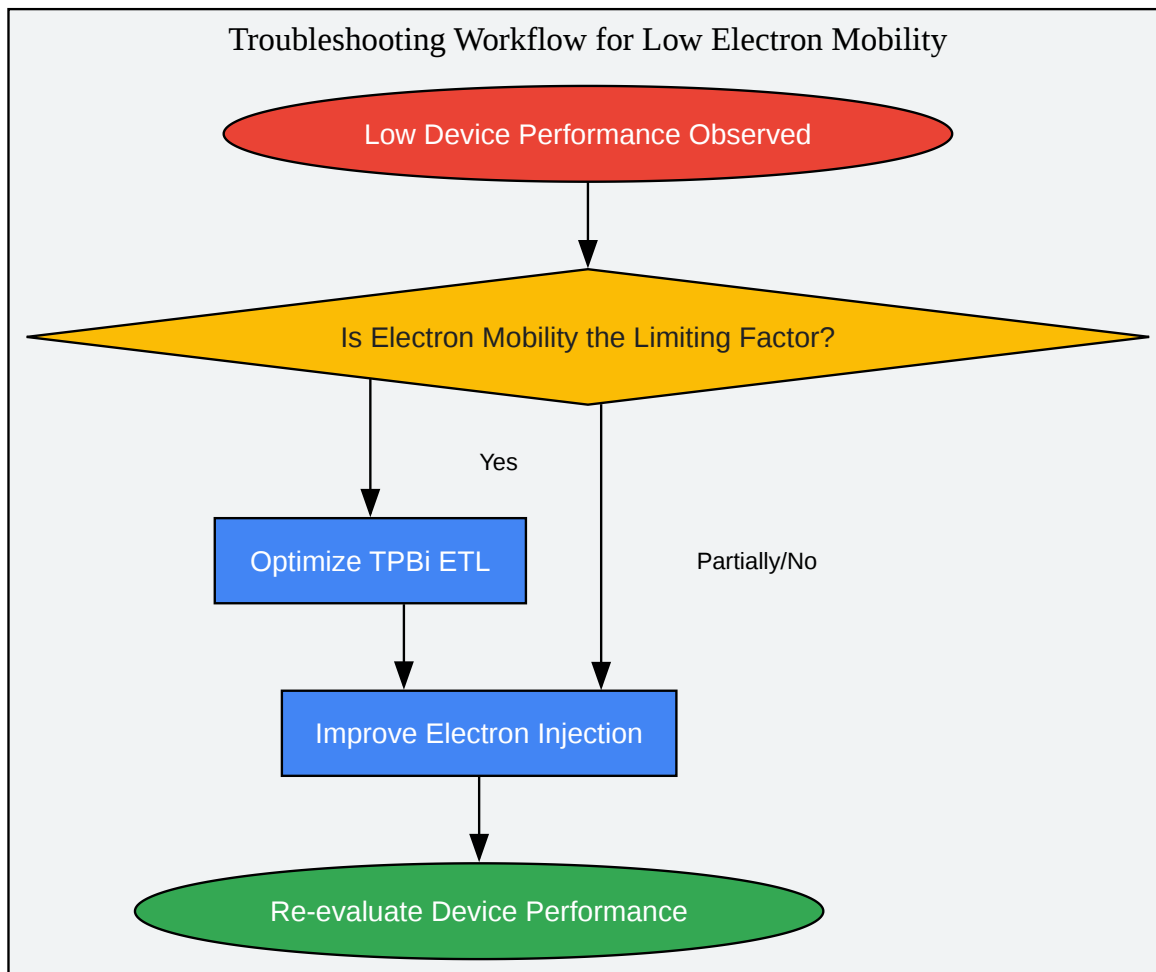 Troubleshooting Workflow for Low Electron Mobility
Low Device Performance Observed
Is Electron Mobility the Limiting Factor?
Yes
Optimize TPBi ETL
Partially/No
Improve Electron Injection
Re-evaluate Device Performance